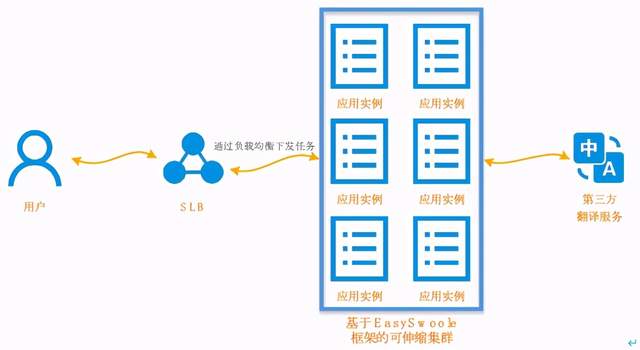 应用实例
应用实例
通过负载均衡下发任务
中
A
用户
SLB
应用实例
应用实例
第三方
翻译服务
应用实例
应用实例
基于EasySwoole
框架的可伸缩集群